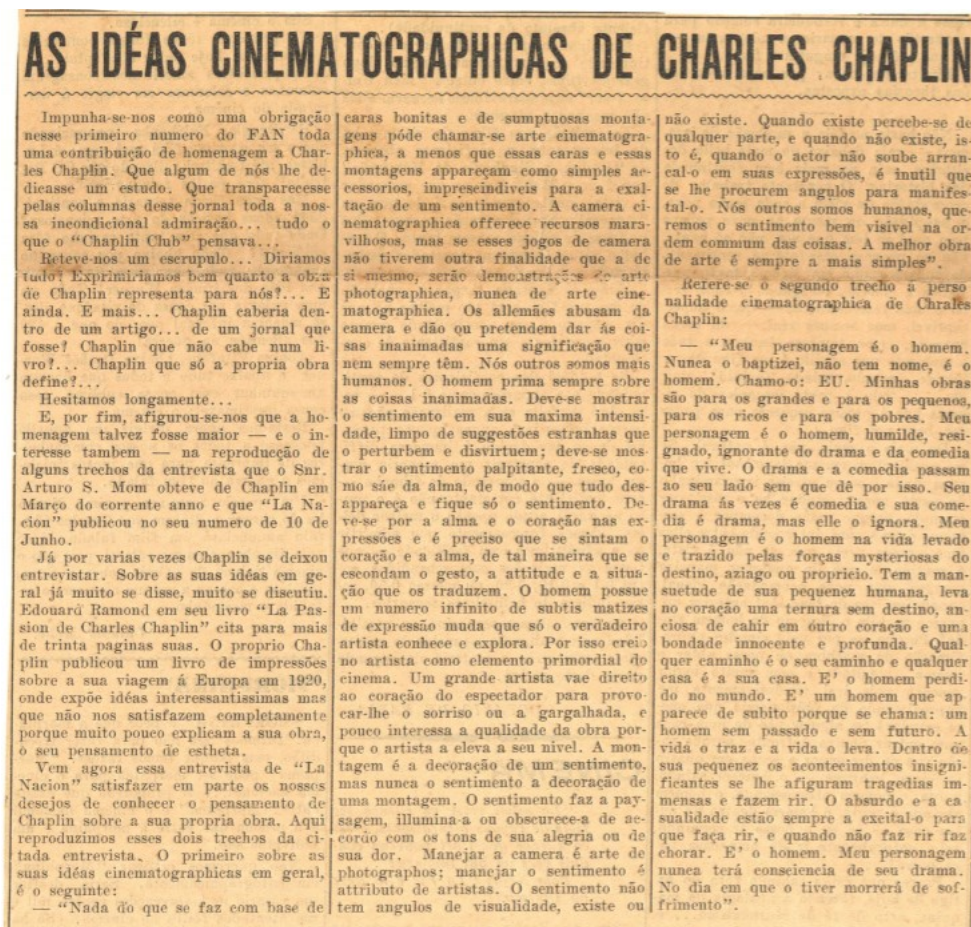 AS IDÉAS CINEMATOGRAPHICAS DE CHARLES CHAPLIN
Impunha-se-nos como uma obrigação
nesse primeiro numero do FAN toda
uma contribuição de homenagem a Char-
les Chaplin. Que algum de nós lhe de-
dicasse um estudo. Que transparecesse
pelas columnas desse jornal toda a nos-
sa incondicional admiração... tudo o
que o "Chaplin Club" pensava...
Reteve-nos um escrupulo... Diriamos
tudo? Exprimiriamos bem quanto a obra
de Chaplin representa para nós?... E
ainda. E mais... Chaplin caberia den-
tro de um artigo... de um jornal que
fosse? Chaplin que não cabe num li-
vro?... Chaplin que só a propria obra
define?...
Hesitamos longamente...
E, por fim, afigurou-se-nos que a ho-
menagem talvez fosse maior — e o in-
teresse tambem — na reproducção de
alguns trechos da entrevista que o Snr.
Arturo S. Mom obteve de Chaplin em
Março do corrente anno e que "La Na-
cion" publicou no seu numero de 10 de
Junho.
Já por varias vezes Chaplin se deixou
entrevistar. Sobre as suas idéas em ge-
ral já muito se disse, muito se discutiu.
Edouard Ramond em seu livro "La Pas-
sion de Charles Chaplin" cita para mais
de trinta paginas suas. O proprio Cha-
plin publicou um livro de impressões
sobre a sua viagem á Europa em 1920,
onde expõe idéas interessantissimas mas
que não nos satisfazem completamente
porque muito pouco explicam a sua obra,
o seu pensamento de estheta.
Vem agora essa entrevista de "La
Nacion" satisfazer em parte os nossos
desejos de conhecer o pensamento de
Chaplin sobre a sua propria obra. Aqui
reproduzimos esses dois trechos da ci-
tada entrevista. O primeiro sobre as
suas idéas cinematographicas em geral,
é o seguinte:
— "Nada do que se faz com base de
caras bonitas e de sumptuosas monta-
gens póde chamar-se arte cinematogra-
phica, a menos que essas caras e essas
montagens appareçam como simples ac-
cessorios, imprescindiveis para a exal-
tação de um sentimento. A camera ci-
nematographica offerece recursos mara-
vilhosos, mas se esses jogos de camera
não tiverem outra finalidade que a de
si mesmo, serão demonstrações de arte
photographica, nunca de arte cine-
matographica. Os allemães abusam da
camera e dão ou pretendem dar ás coi-
sas inanimadas uma significação que
nem sempre têm. Nós outros somos mais
humanos. O homem prima sempre sobre
as coisas inanimadas. Deve-se mostrar
o sentimento em sua maxima intensi-
dade, limpo de suggestões estranhas que
o perturbem e disvirtuem; deve-se mos-
trar o sentimento palpitante, fresco, co-
mo sáe da alma, de modo que tudo des-
appareça e fique só o sentimento. De-
ve-se por a alma e o coração nas ex-
pressões e é preciso que se sintam o
coração e a alma, de tal maneira que se
escondam o gesto, a attitude e a situa-
ção que os traduzem. O homem possue
um numero infinito de subtis matizes
de expressão muda que só o verdadeiro
artista conhece e explora. Por isso creio
no artista como elemento primordial do
cinema. Um grande artista vae direito
ao coração do espectador para provo-
car-lhe o sorriso ou a gargalhada, e
pouco interessa a qualidade da obra por-
que o artista a eleva a seu nivel. A mon-
tagem é a decoração de um sentimento,
mas nunca o sentimento a decoração de
uma montagem. O sentimento faz a pay-
sagem, illumina-a ou obscurece-a de ac-
cordo com os tons de sua alegria ou de
sua dor. Manejar a camera é arte de
photographos; manejar o sentimento é
attributo de artistas. O sentimento não
tem angulos de visualidade, existe ou
não existe. Quando existe percebe-se de
qualquer parte, e quando não existe, is-
to é, quando o actor não soube arran-
cal-o em suas expressões, é inutil que
se lhe procurem angulos para manifes-
tal-o. Nós outros somos humanos, que-
remos o sentimento bem visivel na or-
dem commum das coisas. A melhor obra
de arte é sempre a mais simples".
Rerere-se o segundo trecho á perso
nalidade cinematographica de Chrales
Chaplin:
— "Meu personagem é o homem.
Nunca o baptizei, não tem nome, é o
homem. Chamo-o: EU. Minhas obras
são para os grandes e para os pequenos,
para os ricos e para os pobres. Meu
personagem é o homem, humilde, resi-
gnado, ignorante do drama e da comedia
que vive. O drama e a comedia passam
ao seu lado sem que dê por isso. Seu
drama ás vezes é comedia e sua come-
dia é drama, mas elle o ignora. Meu
personagem é o homem na vida levado
e trazido pelas forças mysteriosas do
destino, aziago ou propricio. Tem a man-
suetude de sua pequenez humana, leva
no coração uma ternura sem destino, an-
ciosa de cahir em outro coração e uma
bondade innocente e profunda. Qual-
quer caminho é o seu caminho e qualquer
casa é a sua casa. E' o homem perdi-
do no mundo. E' um homem que ap
parece de subito porque se chama: um
homem sem passado e sem futuro. A
vida o traz e a vida o leva. Dentro de
sua pequenez os acontecimentos insigni-
ficantes se lhe afiguram tragedias im-
mensas e fazem rir. O absurdo e a ca
sualidade estão sempre a excital-o para
que faça rir, e quando não faz rir faz
chorar. E' o homem. Meu personagem
nunca terá consciencia de seu drama.
No dia em que o tiver morrerá de sof-
frimento".